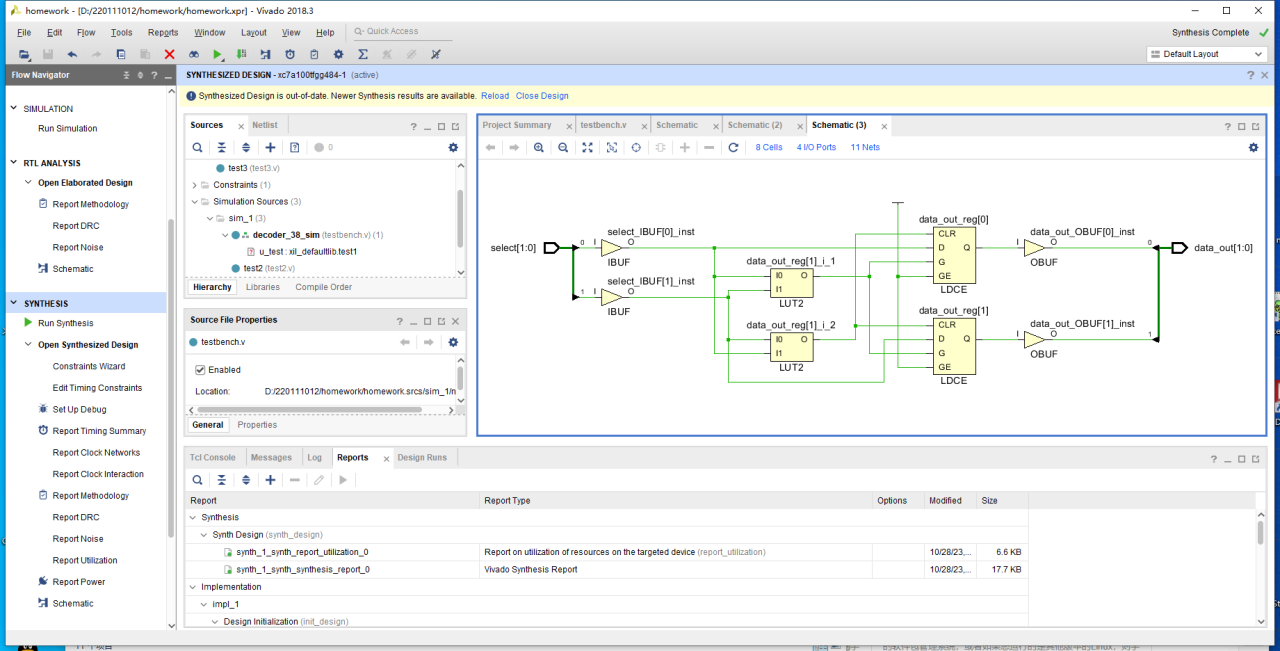 homework - [D:/220111012/homework/homework.xpr] - Vivado 2018.3
File Edit Flow Tools Reports Window Layout View Help Quick Access
Synthesis Complete
Default Layout
Flow Navigator
SYNTHESIZED DESIGN - xc7a100tfgg484-1 (active)
Synthesized Design is out-of-date. Newer Synthesis results are available. Reload Close Design
SIMULATION
Run Simulation
RTL ANALYSIS
Open Elaborated Design
Report Methodology
Report DRC
Report Noise
Schematic
SYNTHESIS
Run Synthesis
Open Synthesized Design
Constraints Wizard
Edit Timing Constraints
Set Up Debug
Report Timing Summary
Report Clock Networks
Report Clock Interaction
Report Methodology
Report DRC
Report Noise
Report Utilization
Report Power
Schematic
Sources Netlist
0
test3 (test3.v)
Constraints (1)
Simulation Sources (3)
sim_1 (3)
decoder_38_sim (testbench.v) (1)
u_test : xil_defaultlib.test1
test2 (test2.v)
Hierarchy Libraries Compile Order
Source File Properties
testbench.v
Enabled
Location: D:/220111012/homework/homework.srcs/sim_1/n
General Properties
Project Summary testbench.v Schematic Schematic (2) Schematic (3)
8 Cells 4 I/O Ports 11 Nets
select[1:0]
0
1
select_IBUF[0]_inst
I O
IBUF
select_IBUF[1]_inst
I O
IBUF
data_out_reg[1]_i_1
I0 O
I1
LUT2
data_out_reg[1]_i_2
I0 O
I1
LUT2
data_out_reg[0]
CLR
D Q
G
GE
LDCE
data_out_reg[1]
CLR
D Q
G
GE
LDCE
data_out_OBUF[0]_inst
I O
OBUF
data_out_OBUF[1]_inst
I O
OBUF
0
1
data_out[1:0]
Tcl Console Messages Log Reports Design Runs
Report Report Type Options Modified Size
Synthesis
Synth Design (synth_design)
synth_1_synth_report_utilization_0 Report on utilization of resources on the targeted device (report_utilization) 10/28/23,... 6.6 KB
synth_1_synth_synthesis_report_0 Vivado Synthesis Report 10/28/23,... 17.7 KB
Implementation
impl_1
Design Initialization (init_design)